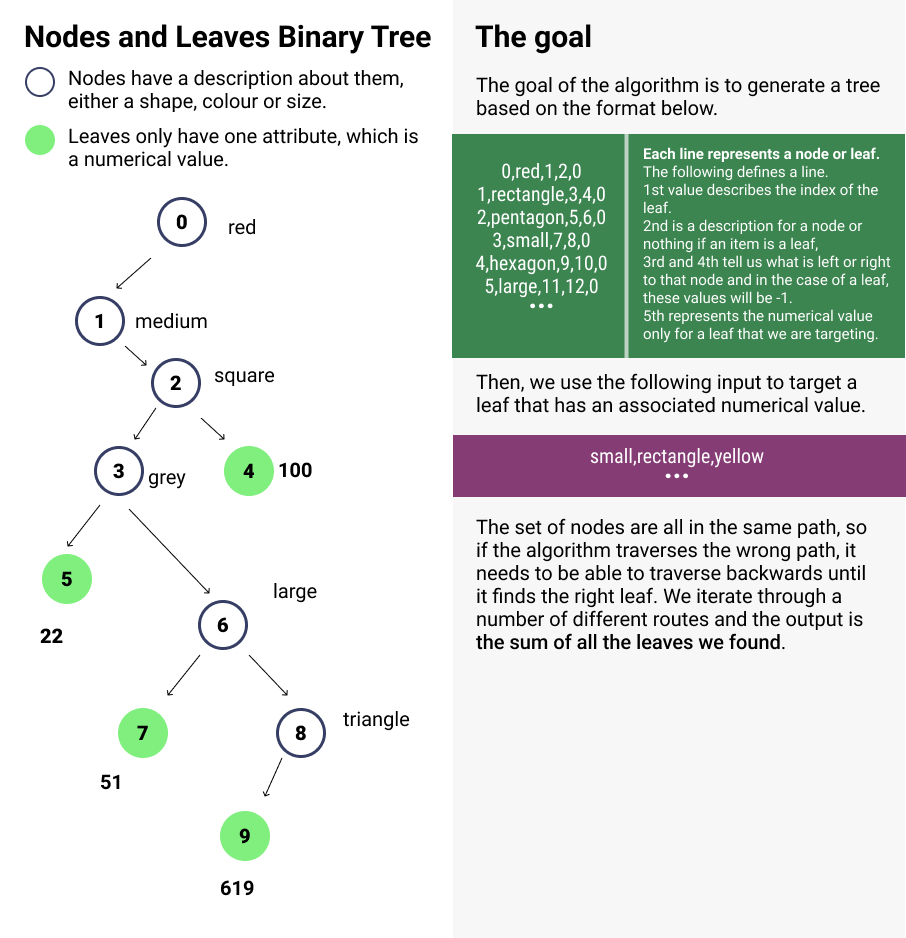 Nodes and Leaves Binary Tree
Nodes have a description about them,
either a shape, colour or size.
Leaves only have one attribute, which is
a numerical value.
0
red
1
medium
2
square
3
grey
4
100
5
22
large
6
7
51
8
triangle
9
619
The goal
The goal of the algorithm is to generate a tree
based on the format below.
0,red,1,2,0
1,rectangle,3,4,0
2,pentagon,5,6,0
3,small,7,8,0
4,hexagon,9,10,0
5,large,11,12,0
•••
Each line represents a node or leaf.
The following defines a line.
1st value describes the index of the
leaf.
2nd is a description for a node or
nothing if an item is a leaf,
3rd and 4th tell us what is left or right
to that node and in the case of a leaf,
these values will be -1.
5th represents the numerical value
only for a leaf that we are targeting.
Then, we use the following input to target a
leaf that has an associated numerical value.
small,rectangle,yellow
•••
The set of nodes are all in the same path, so
if the algorithm traverses the wrong path, it
needs to be able to traverse backwards until
it finds the right leaf. We iterate through a
number of different routes and the output is
the sum of all the leaves we found.